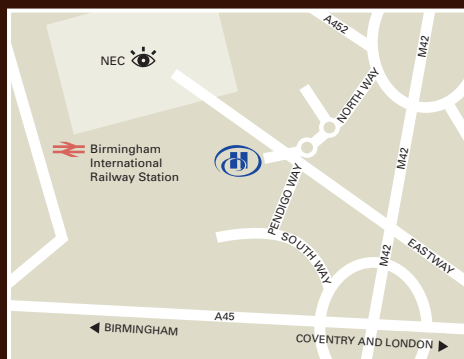 A452
M42
NEC
NORTH WAY
Birmingham
International
Railway Station
H
M42
PENDIGO WAY
SOUTH WAY
M42
EASTWAY
A45
BIRMINGHAM
COVENTRY AND LONDON